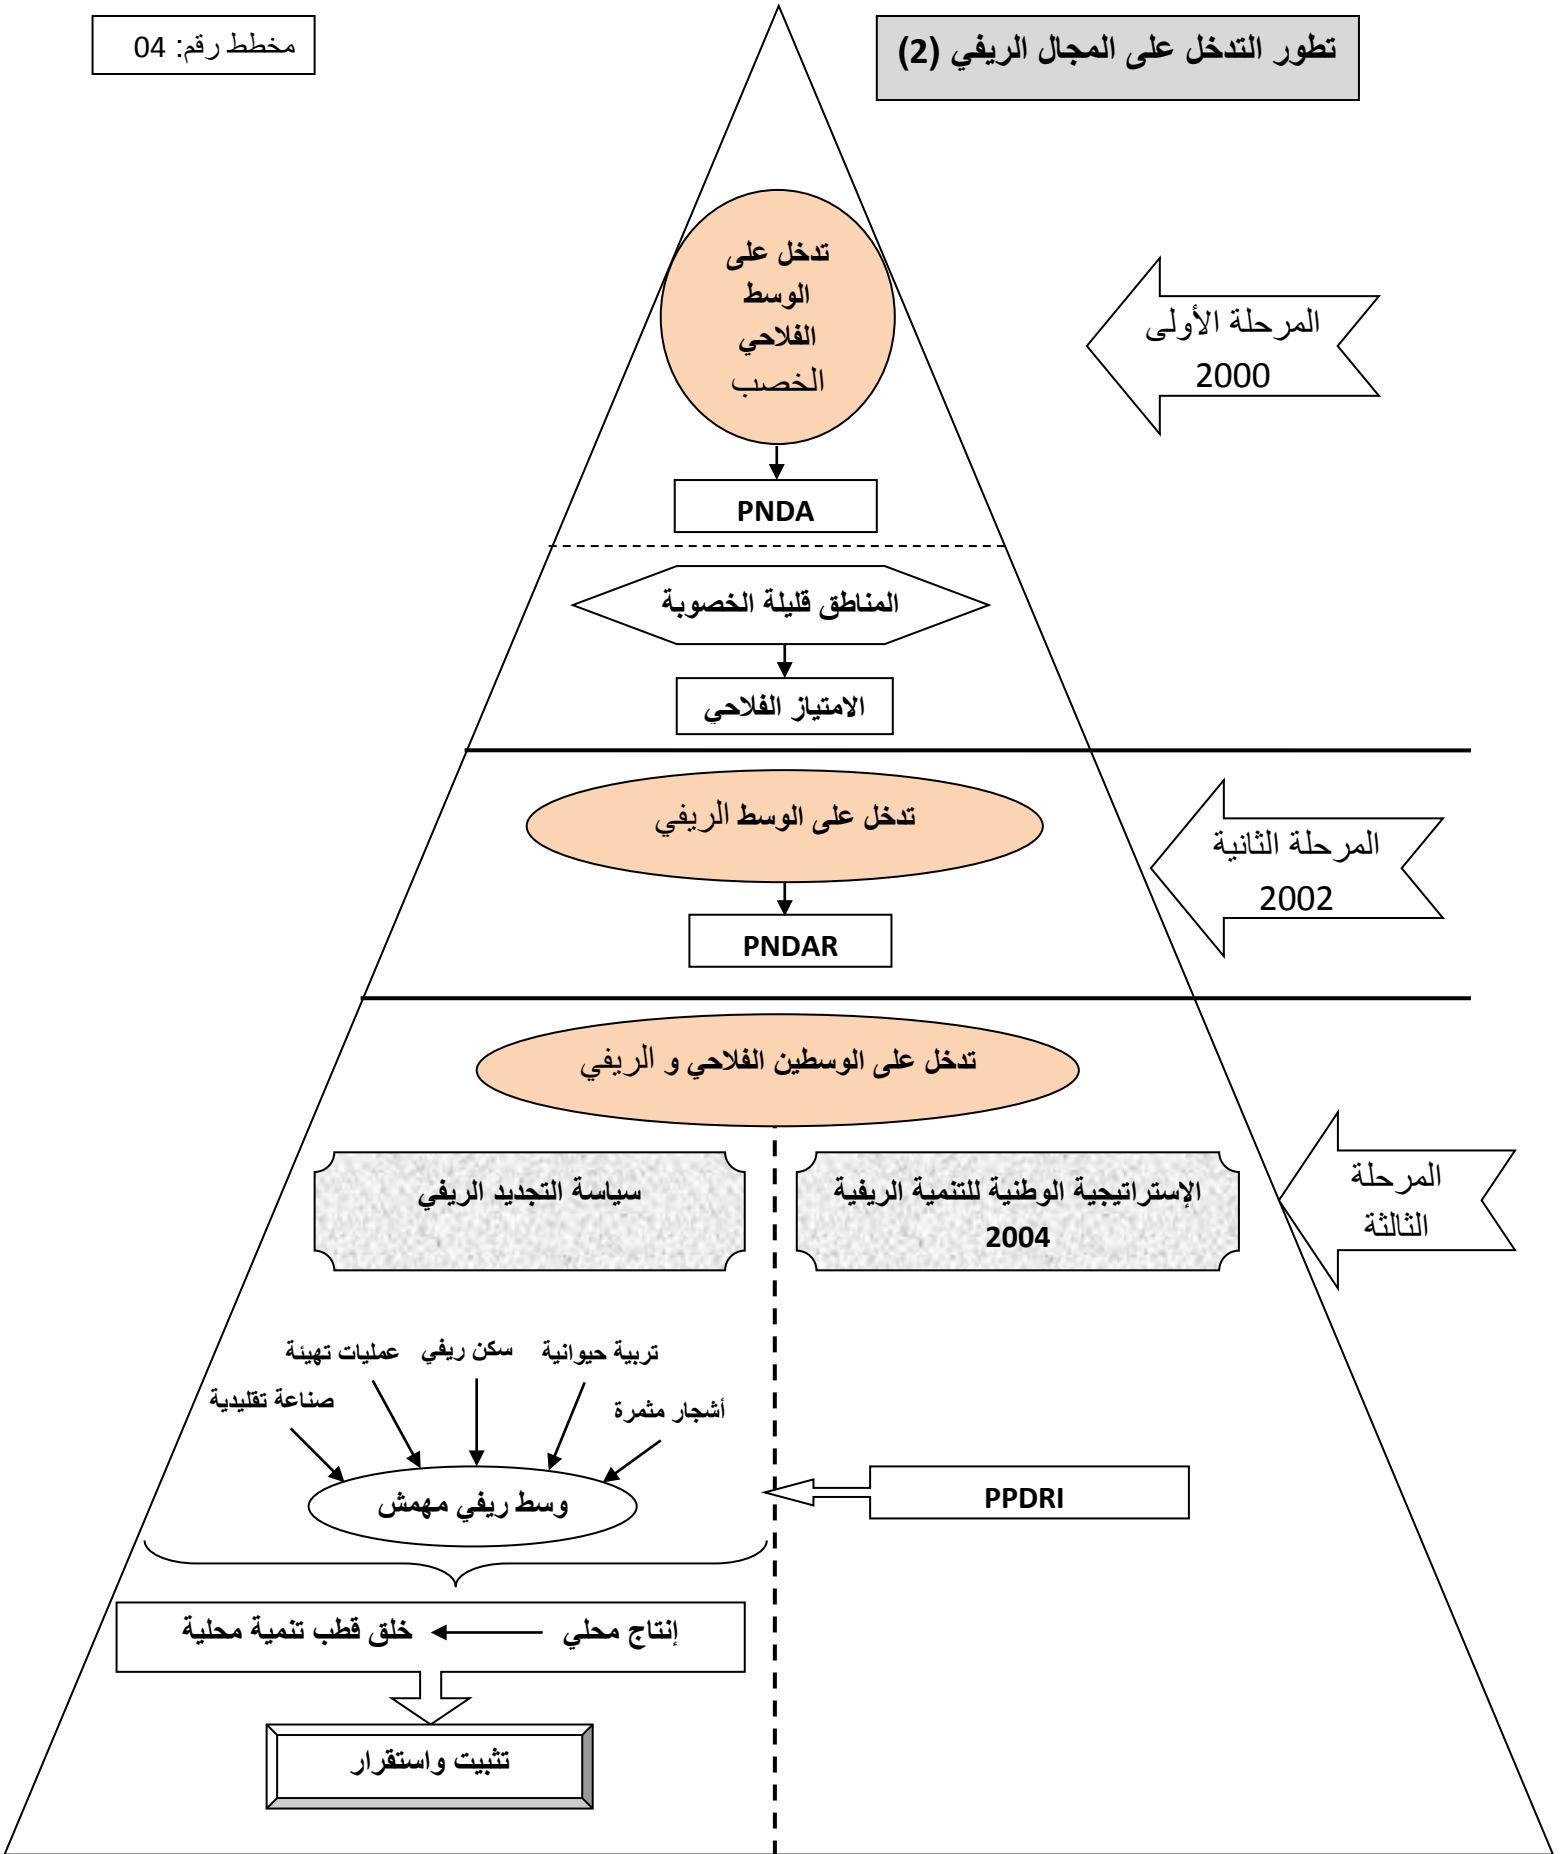 تطور التدخل على المجال الريفي (2)
مخطط رقم: 04
تدخل على
الوسط
الفلاحي
الخصب
المرحلة الأولى
2000
PNDA
المناطق قليلة الخصوبة
الامتياز الفلاحي
تدخل على الوسط الريفي
المرحلة الثانية
2002
PNDAR
تدخل على الوسطين الفلاحي و الريفي
المرحلة
الثالثة
الإستراتيجية الوطنية للتنمية الريفية
2004
سياسة التجديد الريفي
تربية حيوانية
سكن ريفي
عمليات تهيئة
أشجار مثمرة
صناعة تقليدية
PPDRI
وسط ريفي مهمش
إنتاج محلي
خلق قطب تنمية محلية
تثبيت واستقرار